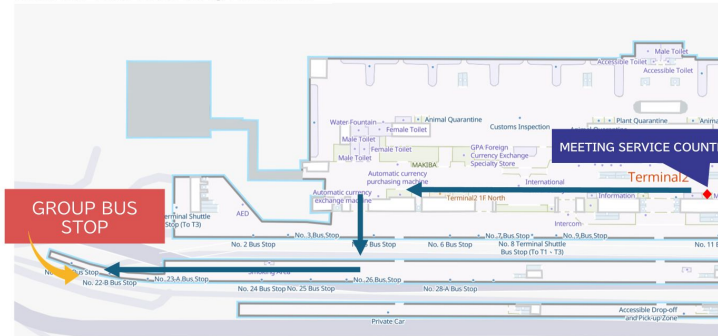 Male Toilet
Accessible Toilet
Accessible Toilet
Water Fountain
Animal Quarantine
Female Toilet
Customs Inspection
Plant Quarantine
Male Toilet
Female Toilet
Male Toilet
MAKIBA
GPA Foreign
Currency Exchange
Specialty Store
MEETING SERVICE
Automatic currency
purchasing machine
International
Terminal2
Automatic currency
exchange machine
Terminal2 1F North
Information
GROUP BUS
STOP
Terminal Shuttle
Stop (To T3)
AED
Intercom
No. 2 Bus Stop
No. 3 Bus Stop
Bus Stop
No. 6 Bus Stop
No. 7 Bus Stop
No. 8 Terminal Shuttle
Bus Stop (To T1 - T3)
No. 9 Bus Stop
No. 11
No.
Bus Stop
No. 22-B Bus Stop
No. 23-A Bus Stop
Smoking Area
No. 24 Bus Stop
No. 25 Bus Stop
No. 26 Bus Stop
No. 28-A Bus Stop
Private Car
Accessible Drop-off
and Pick-up Zone